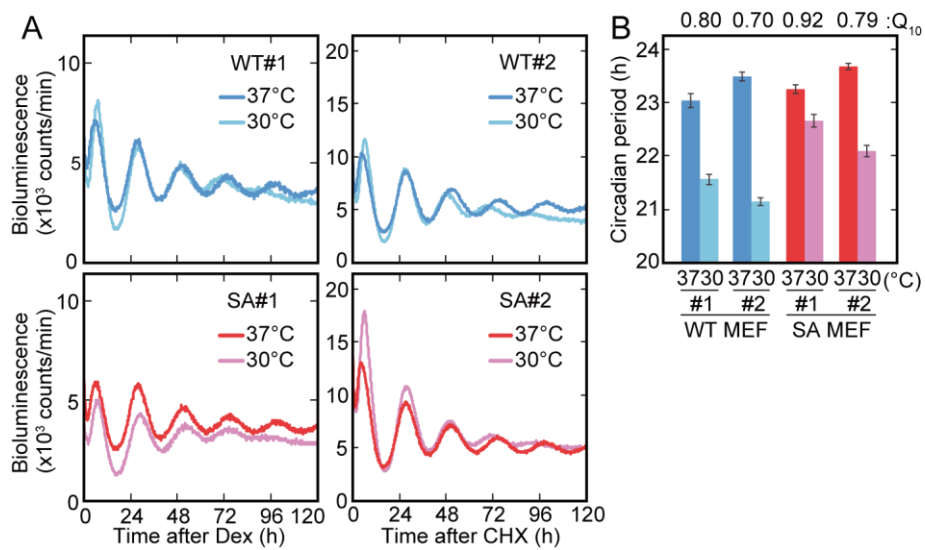 A
Bioluminescence
(x10³ counts/min)
10
5
0
WT#1
37°C
30°C
20
15
10
5
0
WT#2
37°C
30°C
Bioluminescence
(x10³ counts/min)
10
5
0
SA#1
37°C
30°C
0 24 48 72 96 120
Time after Dex (h)
20
15
10
5
0
SA#2
37°C
30°C
0 24 48 72 96 120
Time after CHX (h)
B
0.80 0.70 0.92 0.79 :Q₁₀
Circadian period (h)
24
23
22
21
20
3730 3730 3730 3730 (°C)
#1 #2 #1 #2
WT MEF SA MEF